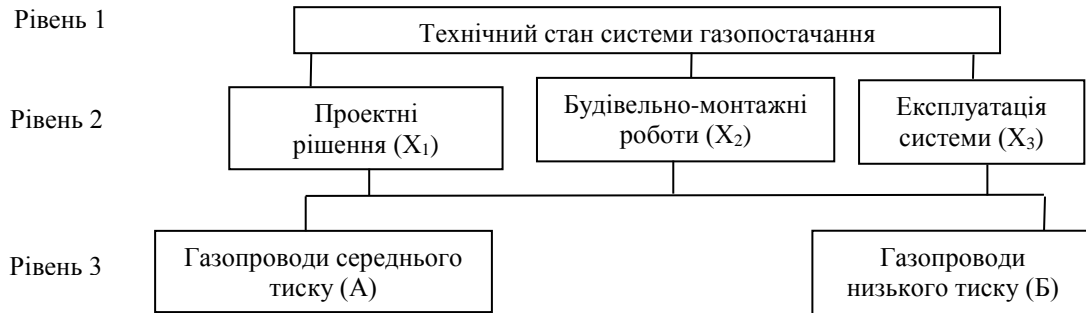 Рівень 1
Технічний стан системи газопостачання
Рівень 2
Проектні
рішення (X₁)
Будівельно-монтажні
роботи (X₂)
Експлуатація
системи (X₃)
Рівень 3
Газопроводи середнього
тиску (А)
Газопроводи
низького тиску (Б)